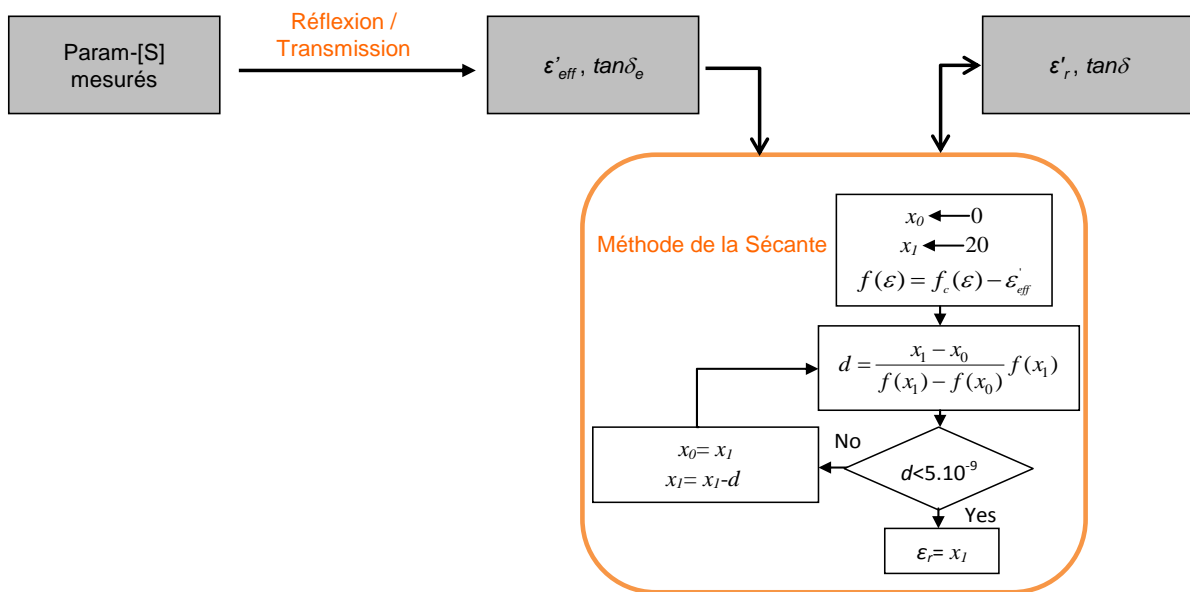 Réflexion /
Transmission
Param-[S]
mesurés
ε'eff , tanδe
ε'r , tanδ
Méthode de la Sécante
x0 ← 0
x1 ← 20
f(ε) = fc(ε) − ε'eff
d = (x1 − x0) / (f(x1) − f(x0)) f(x1)
No
x0= x1
x1= x1-d
d<5.10⁻⁹
Yes
εr= x1